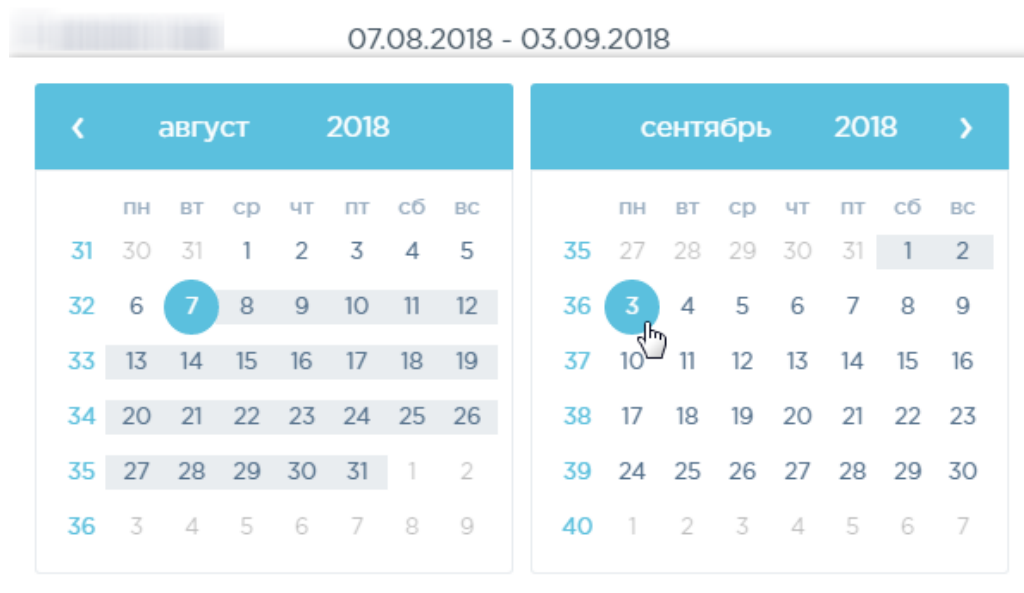 07.08.2018 - 03.09.2018
август 2018
пн вт ср чт пт сб вс
31 30 31 1 2 3 4 5
32 6 7 8 9 10 11 12
33 13 14 15 16 17 18 19
34 20 21 22 23 24 25 26
35 27 28 29 30 31 1 2
36 3 4 5 6 7 8 9
сентябрь 2018
пн вт ср чт пт сб вс
35 27 28 29 30 31 1 2
36 3 4 5 6 7 8 9
37 10 11 12 13 14 15 16
38 17 18 19 20 21 22 23
39 24 25 26 27 28 29 30
40 1 2 3 4 5 6 7